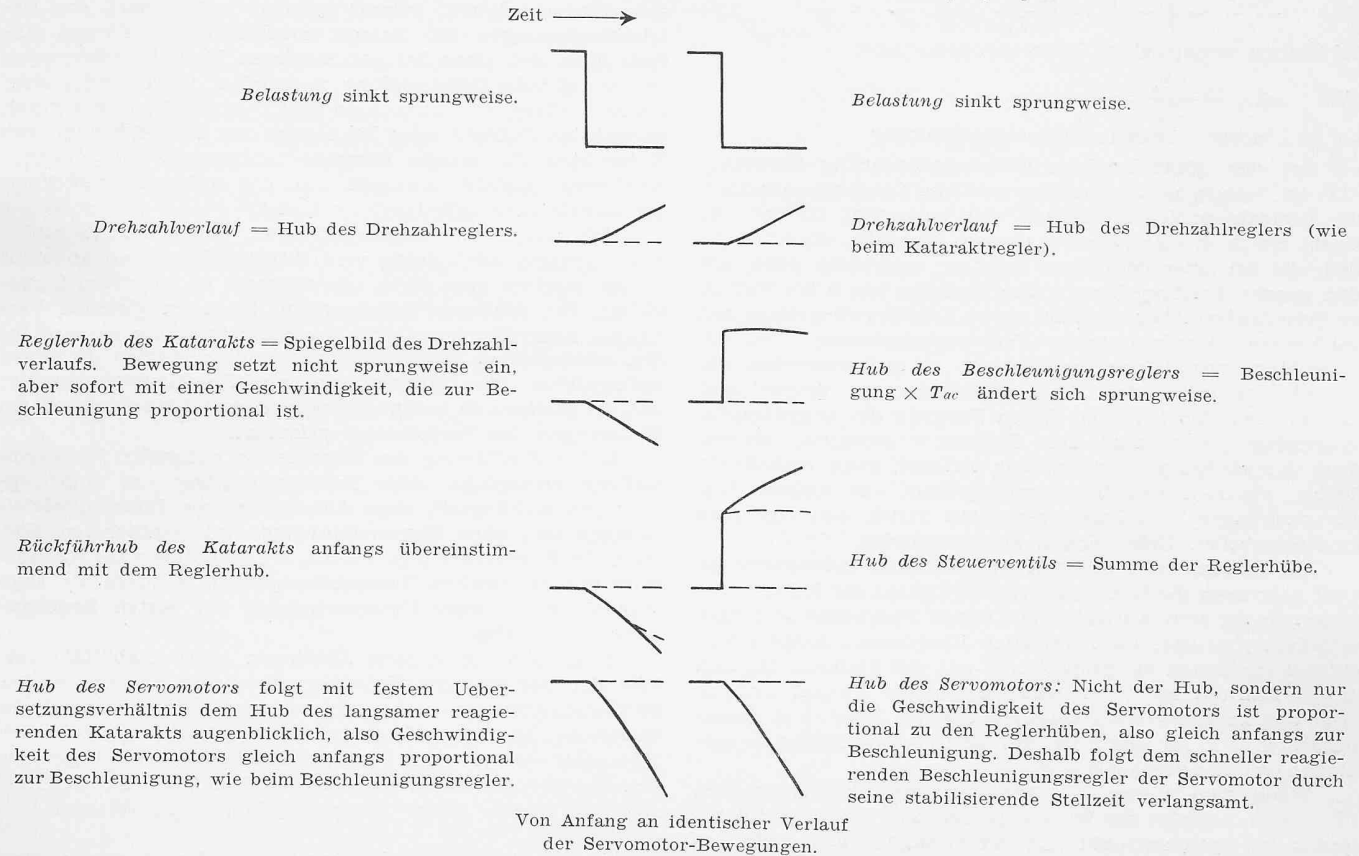 Zeit
Belastung sinkt sprungweise.
Drehzahlverlauf = Hub des Drehzahlreglers.
Reglerhub des Katarakts = Spiegelbild des Drehzahl-
verlaufs. Bewegung setzt nicht sprungweise ein,
aber sofort mit einer Geschwindigkeit, die zur Be-
schleunigung proportional ist.
Rückführhub des Katarakts anfangs übereinstim-
mend mit dem Reglerhub.
Hub des Servomotors folgt mit festem Ueber-
setzungsverhältnis dem Hub des langsamer reagie-
renden Katarakts augenblicklich, also Geschwindig-
keit des Servomotors gleich anfangs proportional
zur Beschleunigung, wie beim Beschleunigungsregler.
Belastung sinkt sprungweise.
Drehzahlverlauf = Hub des Drehzahlreglers (wie
beim Kataraktregler).
Hub des Beschleunigungsreglers = Beschleuni-
gung × Tac ändert sich sprungweise.
Hub des Steuerventils = Summe der Reglerhübe.
Hub des Servomotors: Nicht der Hub, sondern nur
die Geschwindigkeit des Servomotors ist propor-
tional zu den Reglerhüben, also gleich anfangs zur
Beschleunigung. Deshalb folgt dem schneller reagie-
renden Beschleunigungsregler der Servomotor durch
seine stabilisierende Stellzeit verlangsamt.
Von Anfang an identischer Verlauf
der Servomotor-Bewegungen.